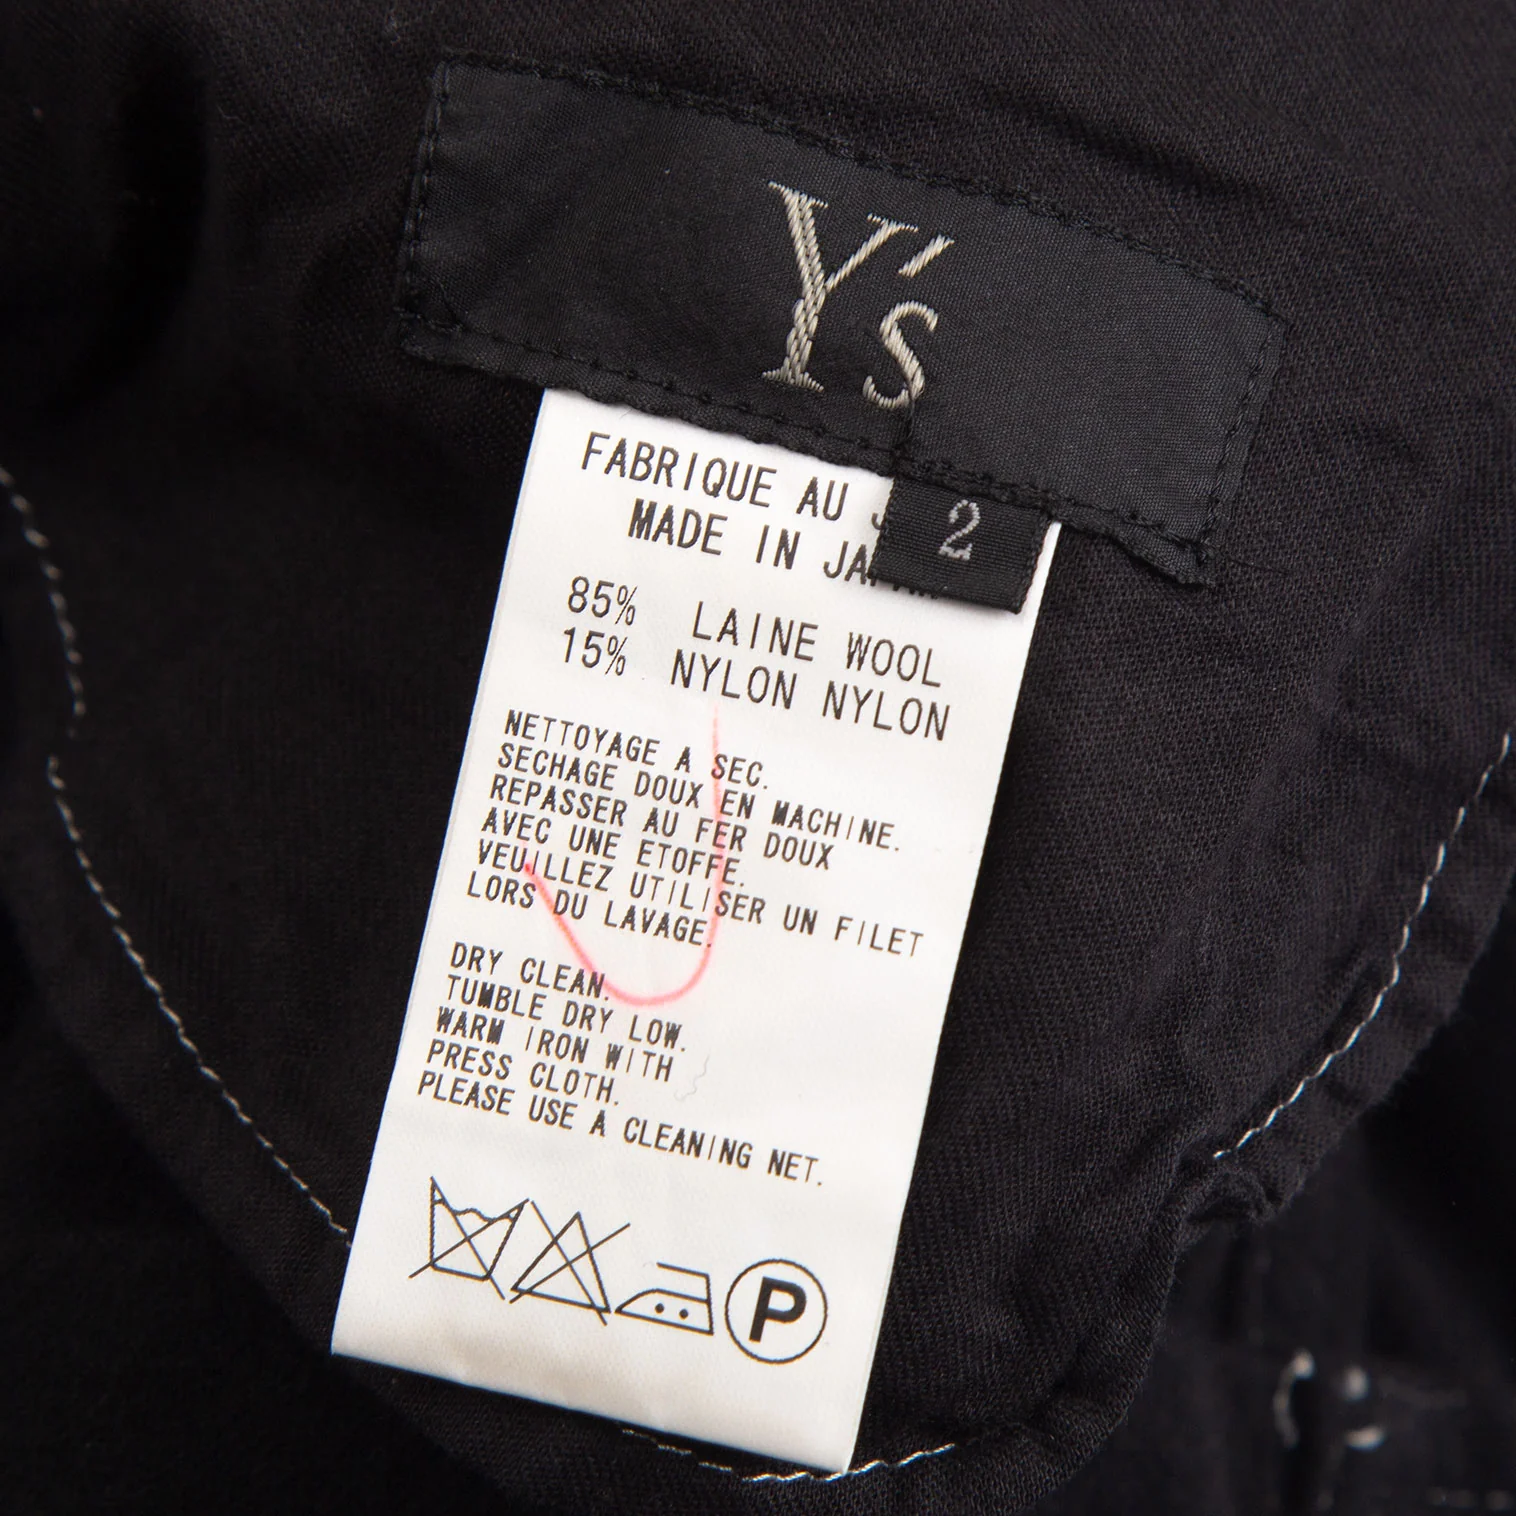 Y's
2
FABRIQUE AU
MADE IN
85% LAINE WOOL
15% NYLON NYLON
NETTOYAGE A SEC.
SECHAGE DOUX EN MACHINE.
REPASSER AU FER DOUX
AVEC UNE ETOFFE.
VEUILLEZ UTILISER UN FILET
LORS DU LAVAGE.
DRY CLEAN.
TUMBLE DRY LOW.
WARM IRON WITH
PRESS CLOTH.
PLEASE USE A CLEANING NET.
P